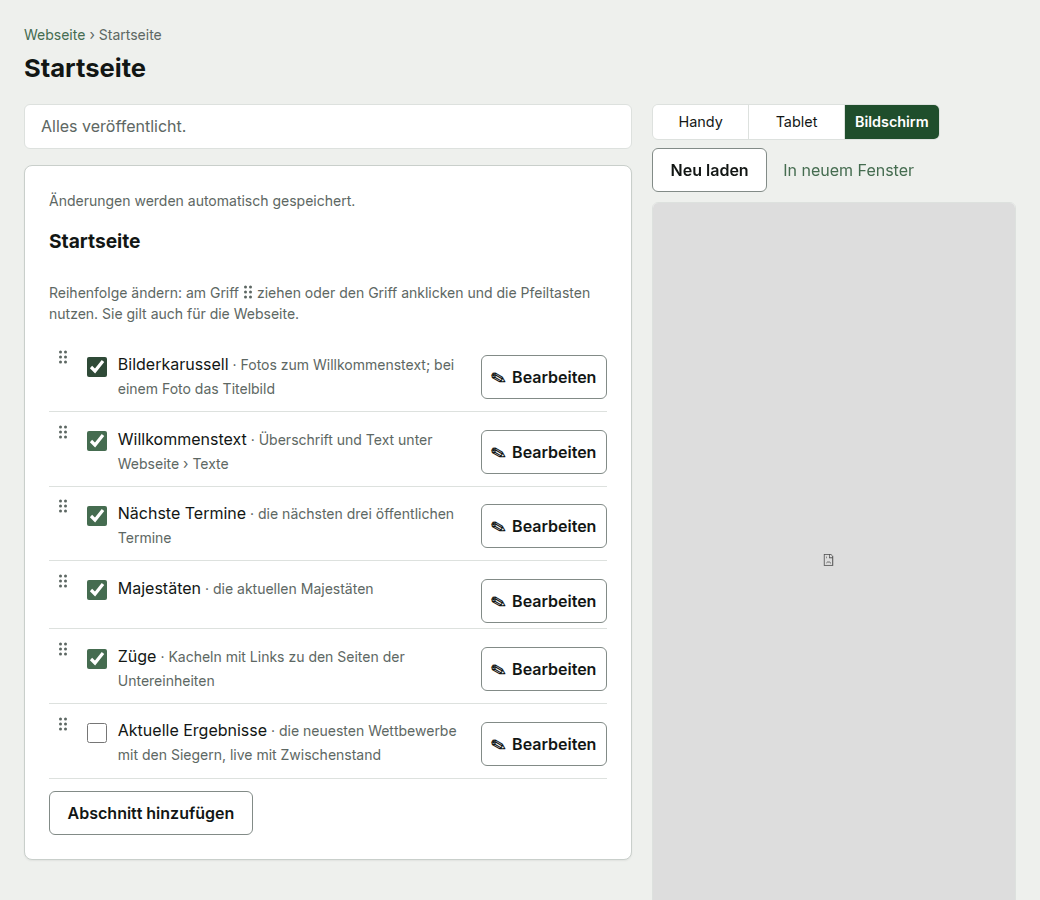 Webseite › Startseite
Startseite
Alles veröffentlicht.
Änderungen werden automatisch gespeichert.
Startseite
Reihenfolge ändern: am Griff ⠿ ziehen oder den Griff anklicken und die Pfeiltasten
nutzen. Sie gilt auch für die Webseite.
Bilderkarussell · Fotos zum Willkommenstext; bei
einem Foto das Titelbild
✎ Bearbeiten
Willkommenstext · Überschrift und Text unter
Webseite › Texte
✎ Bearbeiten
Nächste Termine · die nächsten drei öffentlichen
Termine
✎ Bearbeiten
Majestäten · die aktuellen Majestäten
✎ Bearbeiten
Züge · Kacheln mit Links zu den Seiten der
Untereinheiten
✎ Bearbeiten
Aktuelle Ergebnisse · die neuesten Wettbewerbe
mit den Siegern, live mit Zwischenstand
✎ Bearbeiten
Abschnitt hinzufügen
Handy Tablet Bildschirm
Neu laden In neuem Fenster